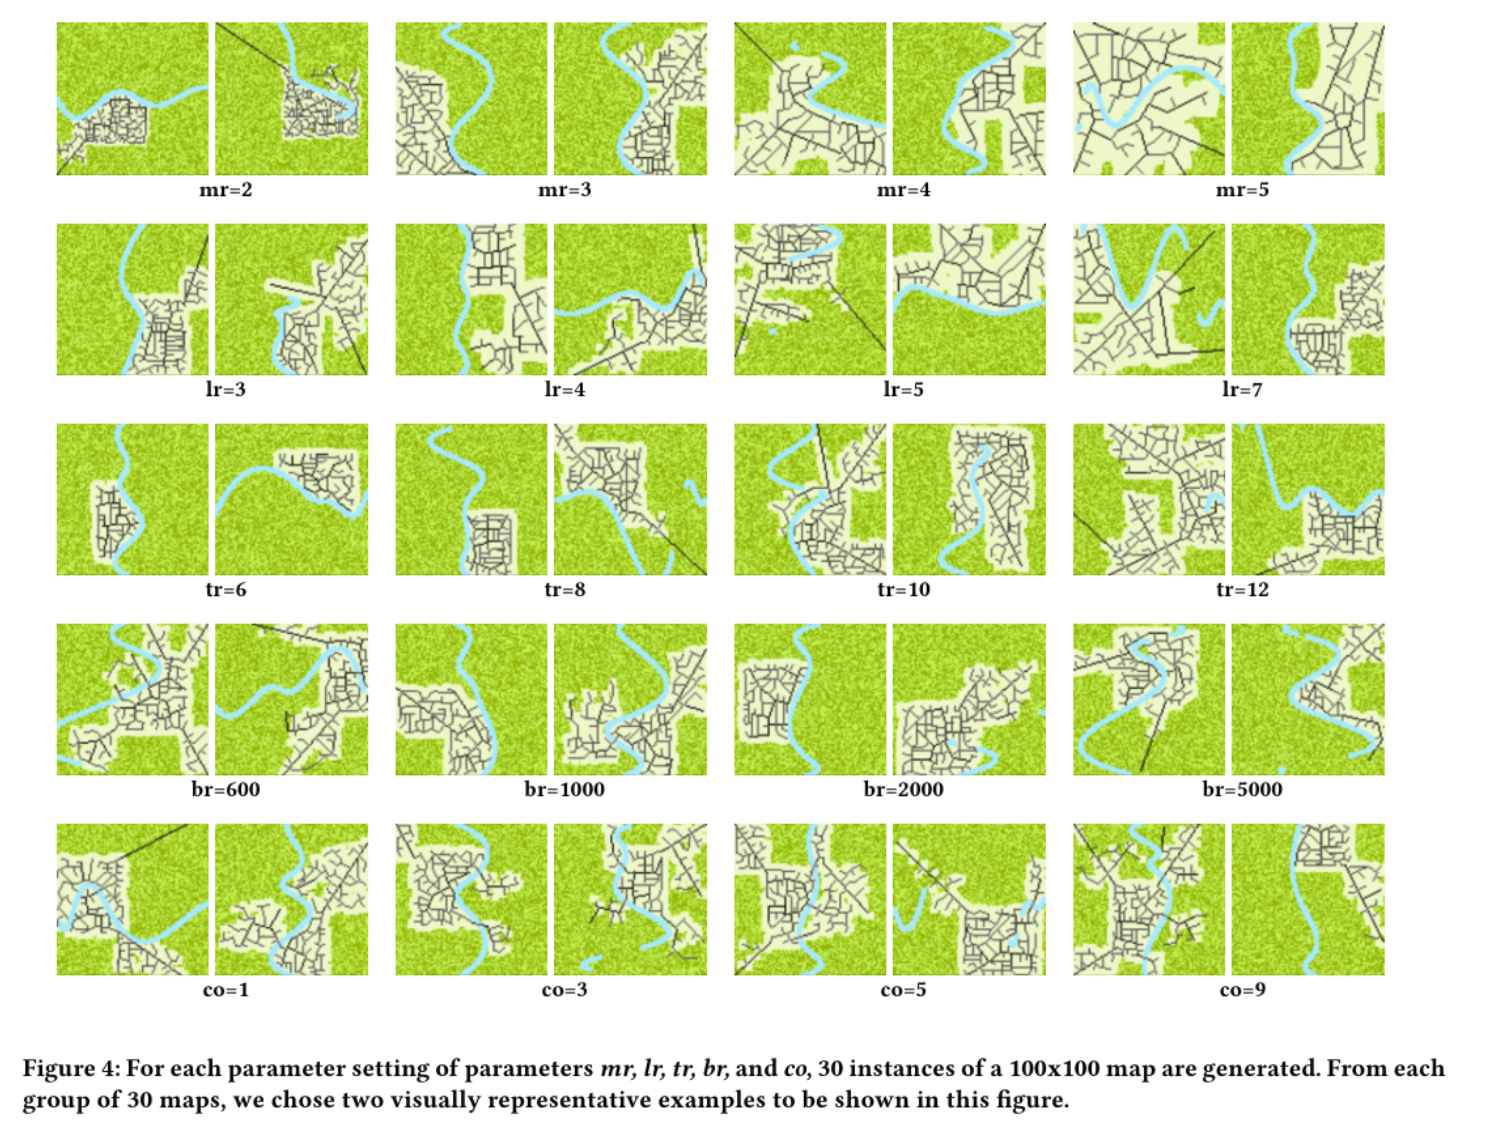 mr=2 mr=3 mr=4 mr=5
lr=3 lr=4 lr=5 lr=7
tr=6 tr=8 tr=10 tr=12
br=600 br=1000 br=2000 br=5000
co=1 co=3 co=5 co=9
Figure 4: For each parameter setting of parameters mr, lr, tr, br, and co, 30 instances of a 100x100 map are generated. From each
group of 30 maps, we chose two visually representative examples to be shown in this figure.